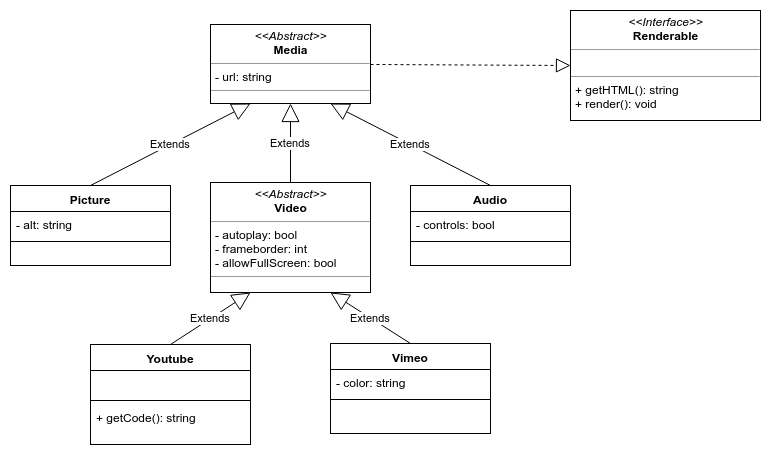 <<Abstract>>
Media
- url: string
<<Interface>>
Renderable
+ getHTML(): string
+ render(): void
Extends
Extends
Extends
Picture
- alt: string
<<Abstract>>
Video
- autoplay: bool
- frameborder: int
- allowFullScreen: bool
Audio
- controls: bool
Extends
Extends
Youtube
+ getCode(): string
Vimeo
- color: string